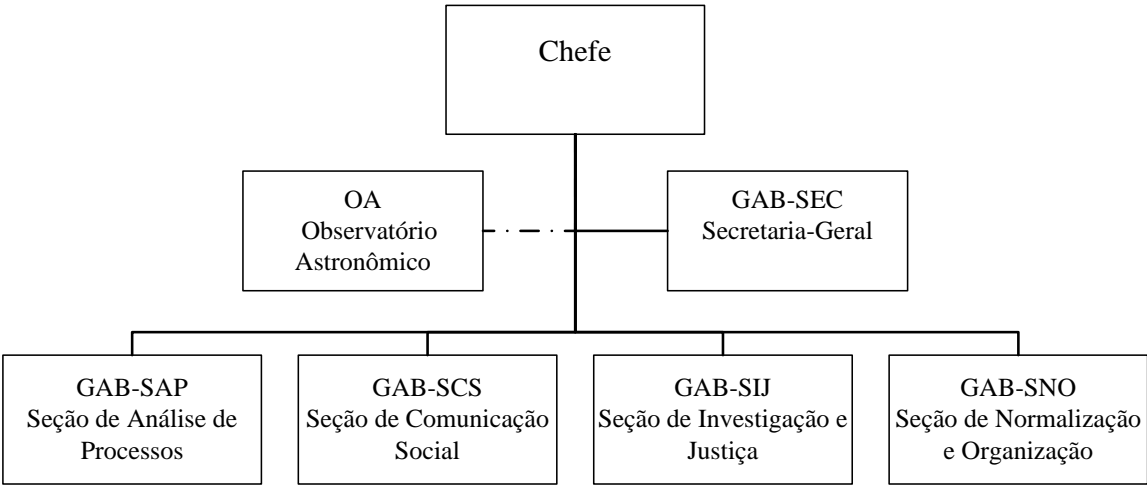 Chefe
OA
Observatório
Astronômico
GAB-SEC
Secretaria-Geral
GAB-SAP
Seção de Análise de
Processos
GAB-SCS
Seção de Comunicação
Social
GAB-SIJ
Seção de Investigação e
Justiça
GAB-SNO
Seção de Normalização
e Organização